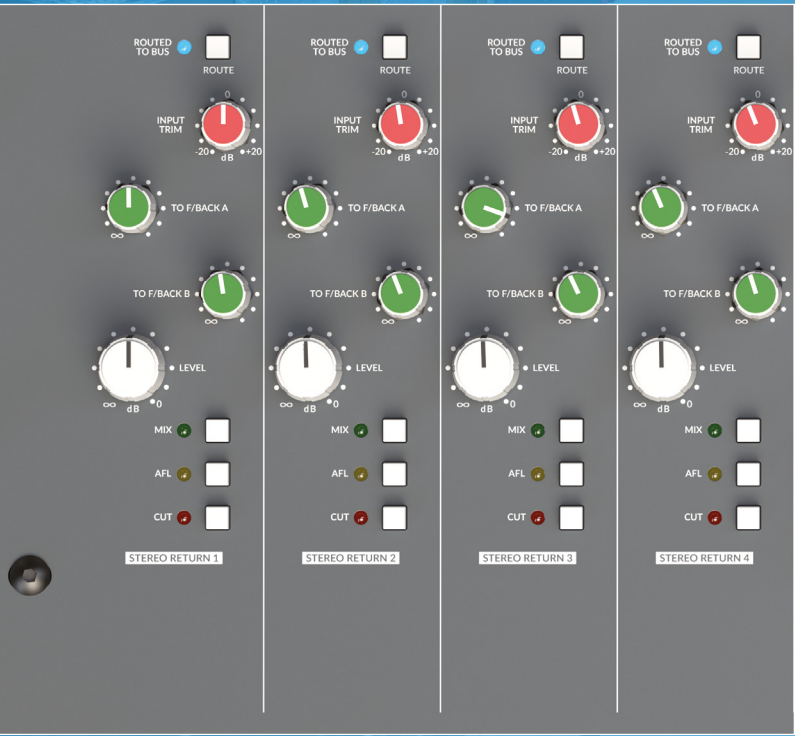 ROUTED
TO BUS
ROUTE
0
INPUT
TRIM
-20
+20
dB
TO F/BACK A
∞
TO F/BACK B
∞
LEVEL
∞
dB
0
MIX
AFL
CUT
STEREO RETURN 1
ROUTED
TO BUS
ROUTE
0
INPUT
TRIM
-20
+20
dB
TO F/BACK A
∞
TO F/BACK B
∞
LEVEL
∞
dB
0
MIX
AFL
CUT
STEREO RETURN 2
ROUTED
TO BUS
ROUTE
0
INPUT
TRIM
-20
+20
dB
TO F/BACK A
∞
TO F/BACK B
∞
LEVEL
∞
dB
0
MIX
AFL
CUT
STEREO RETURN 3
ROUTED
TO BUS
ROUTE
0
INPUT
TRIM
-20
+20
dB
TO F/BACK A
∞
TO F/BACK B
∞
LEVEL
∞
dB
0
MIX
AFL
CUT
STEREO RETURN 4